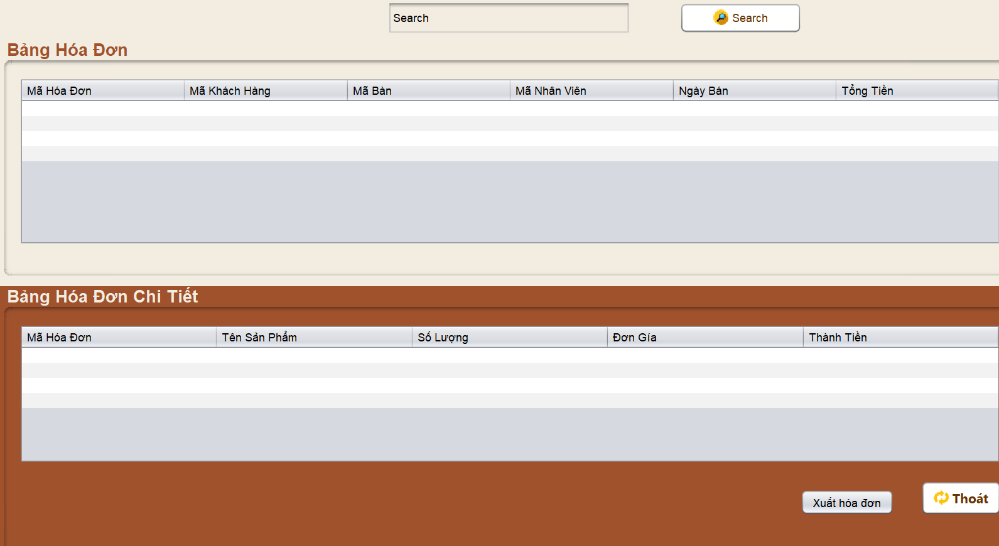 Search Search
Bảng Hóa Đơn
Mã Hóa Đơn Mã Khách Hàng Mã Bàn Mã Nhân Viên Ngày Bán Tổng Tiền
Bảng Hóa Đơn Chi Tiết
Mã Hóa Đơn Tên Sản Phẩm Số Lượng Đơn Gía Thành Tiền
Xuất hóa đơn Thoát